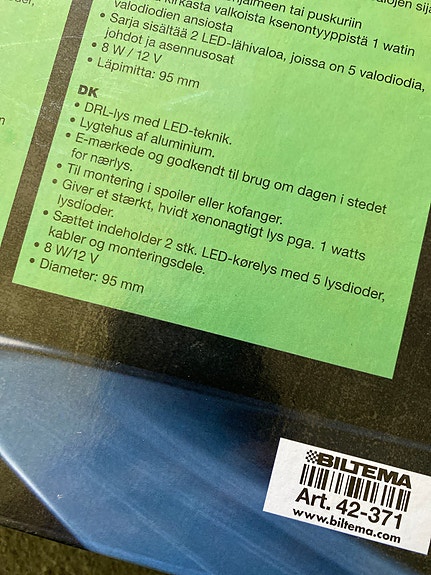 ohjaimeen tai puskuriin
kirkasta valkoista ksenontyyppistä 1 watin
valodiodien ansiosta
• Sarja sisältää 2 LED-lähivaloa, joissa on 5 valodiodia,
johdot ja asennusosat
• 8 W / 12 V
• Läpimitta: 95 mm
DK
• DRL-lys med LED-teknik.
• Lygtehus af aluminium.
• E-mærkede og godkendt til brug om dagen i stedet
for nærlys.
• Til montering i spoiler eller kofanger.
• Giver et stærkt, hvidt xenonagtigt lys pga. 1 watts
lysdioder.
• Sættet indeholder 2 stk. LED-kørelys med 5 lysdioder,
kabler og monteringsdele.
• 8 W/12 V
• Diameter: 95 mm
BILTEMA
Art. 42-371
www.biltema.com